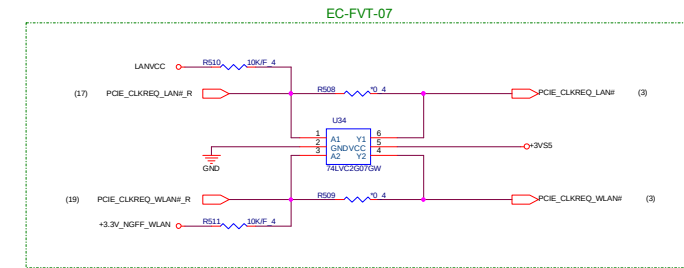 EC-FVT-07
LANVCC R510 10K/F_4
(17) PCIE_CLKREQ_LAN#_R R508 *0_4 PCIE_CLKREQ_LAN# (3)
U34
1 A1 Y1 6
2 GND VCC 5 +3VS5
3 A2 Y2 4
GND 74LVC2G07GW
(19) PCIE_CLKREQ_WLAN#_R R509 *0_4 PCIE_CLKREQ_WLAN# (3)
+3.3V_NGFF_WLAN R511 10K/F_4